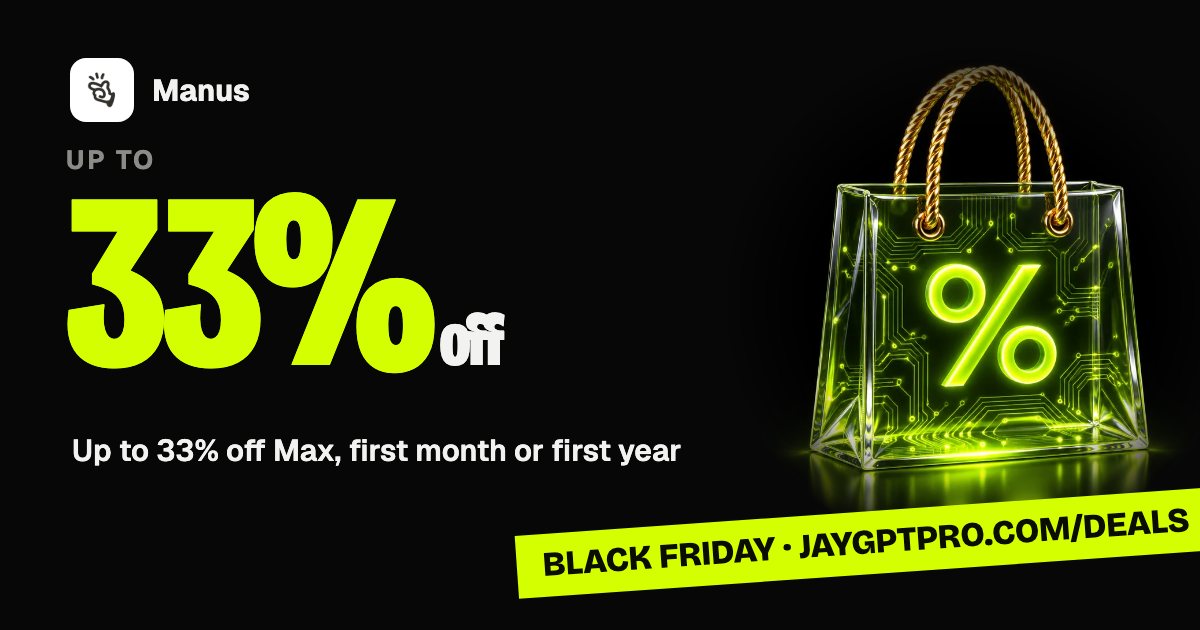 Manus
UP TO
33% off
Up to 33% off Max, first month or first year
%
BLACK FRIDAY · JAYGPTPRO.COM/DEALS